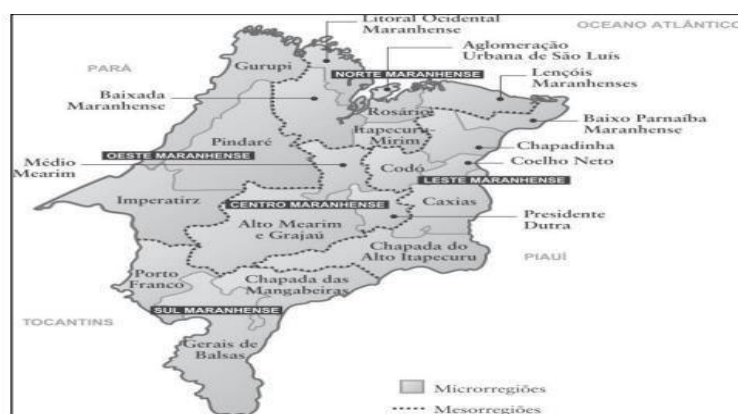 Litoral Ocidental
Maranhense
OCEANO ATLÂNTICO
Aglomeração
Urbana de São Luís
PARÁ
Gurupi
NORTE MARANHENSE
Lençóis
Maranhenses
Baixada
Maranhense
Rosário
Baixo Parnaíba
Maranhense
Itapecuru-
Mirim
Pindaré
Chapadinha
OESTE MARANHENSE
Médio
Mearim
Codó
Coelho Neto
LESTE MARANHENSE
Imperatirz
CENTRO MARANHENSE
Caxias
Presidente
Dutra
Alto Mearim
e Grajaú
Chapada do
Alto Itapecuru
PIAUÍ
Porto
Franco
Chapada das
Mangabeiras
SUL MARANHENSE
TOCANTINS
Gerais de
Balsas
Microrregiões
Mesorregiões